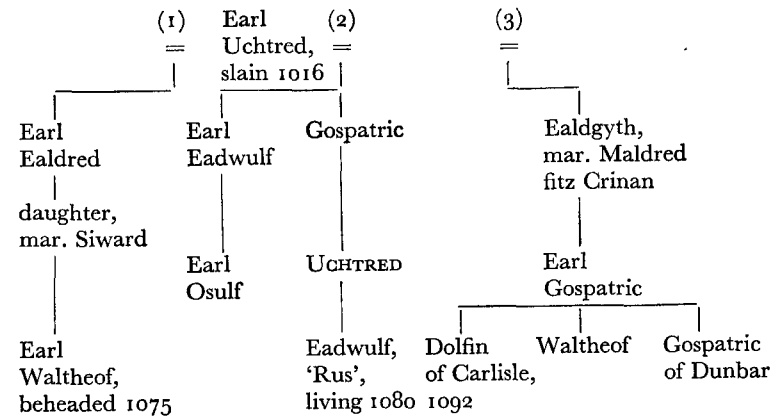 (1) Earl (2) (3)
= Uchtred, = =
slain 1016
Earl Earl Gospatric Ealdgyth,
Ealdred Eadwulf mar. Maldred
fitz Crinan
daughter,
mar. Siward
Earl UCHTRED Earl
Osulf Gospatric
Earl Eadwulf, Dolfin Waltheof Gospatric
Waltheof, 'Rus', of Carlisle, of Dunbar
beheaded 1075 living 1080 1092